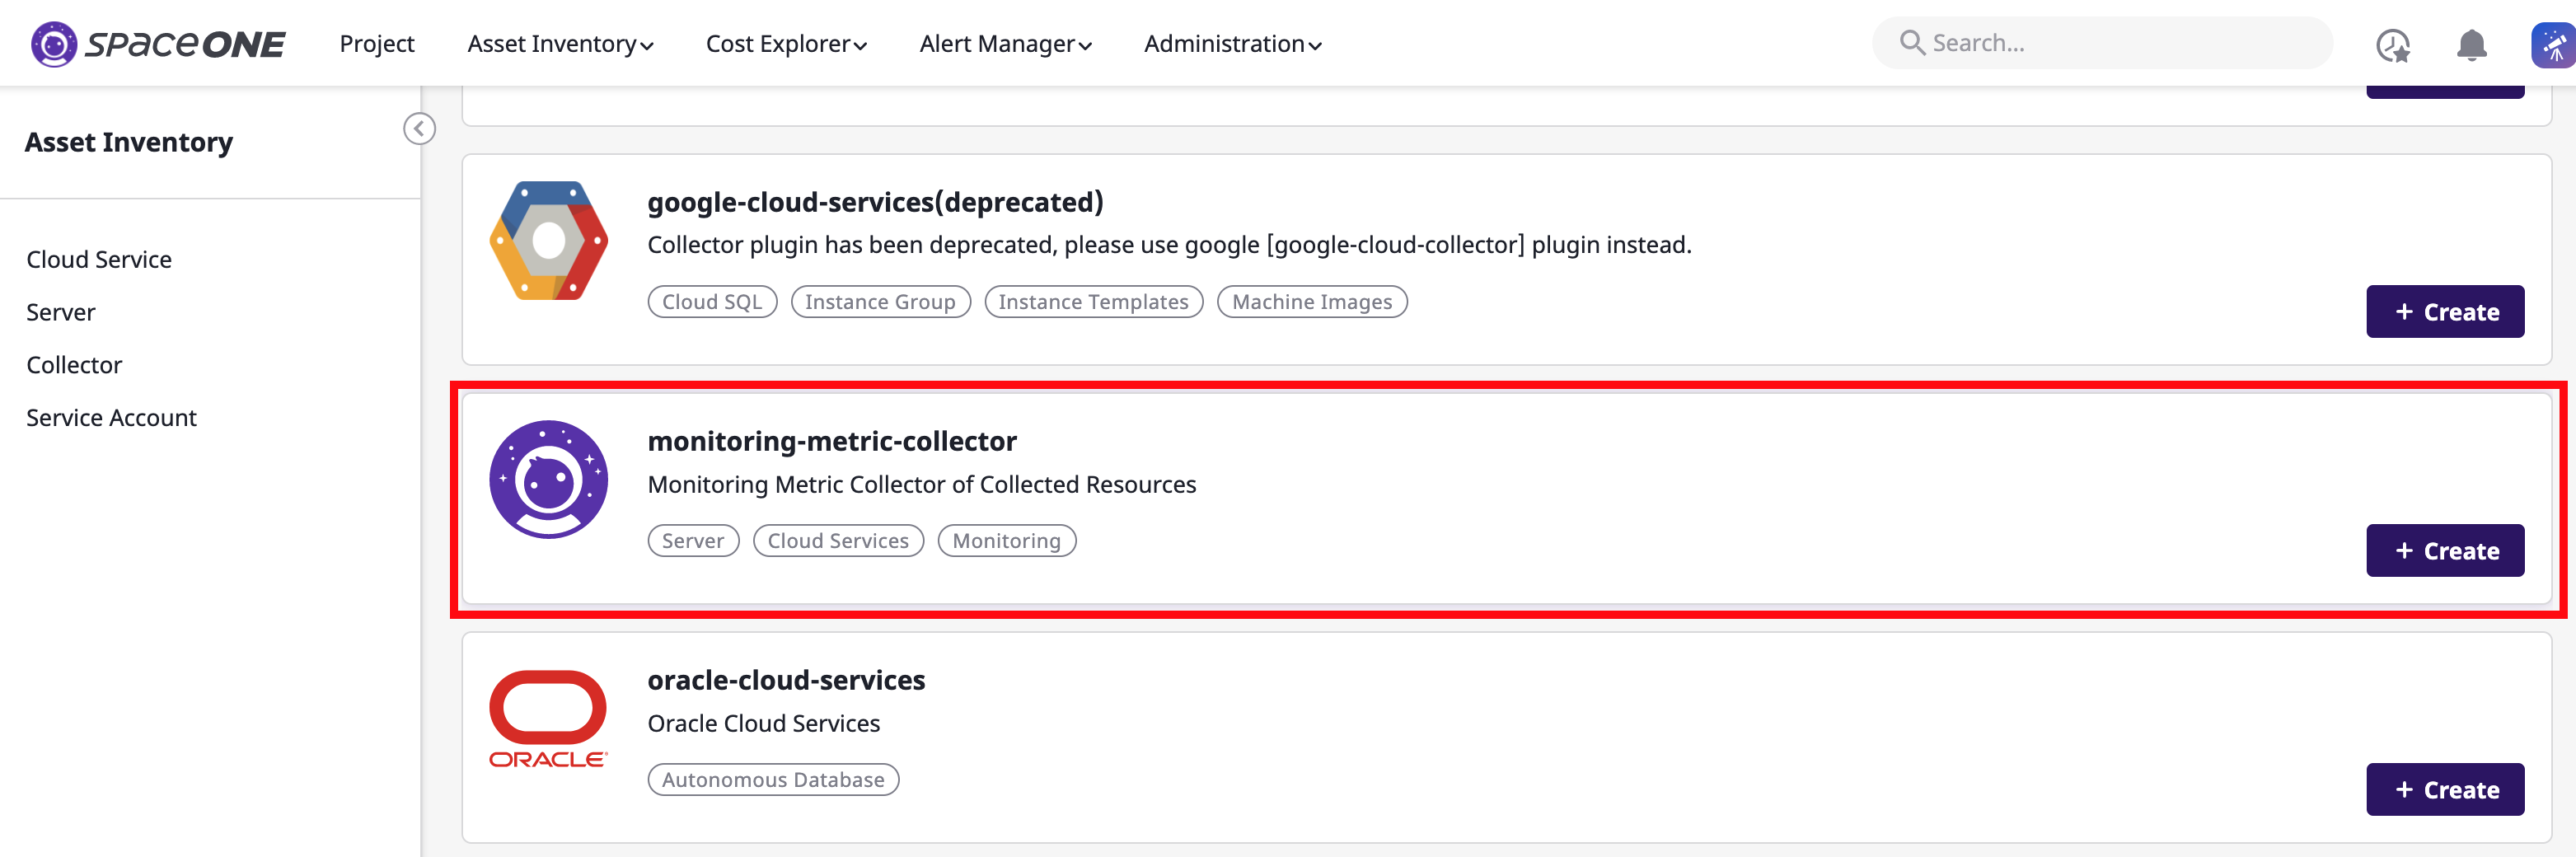 spaceONE Project Asset Inventory Cost Explorer Alert Manager Administration Search...
Asset Inventory
Cloud Service
Server
Collector
Service Account
google-cloud-services(deprecated)
Collector plugin has been deprecated, please use google [google-cloud-collector] plugin instead.
Cloud SQL Instance Group Instance Templates Machine Images
+ Create
monitoring-metric-collector
Monitoring Metric Collector of Collected Resources
Server Cloud Services Monitoring
+ Create
ORACLE
oracle-cloud-services
Oracle Cloud Services
Autonomous Database
+ Create